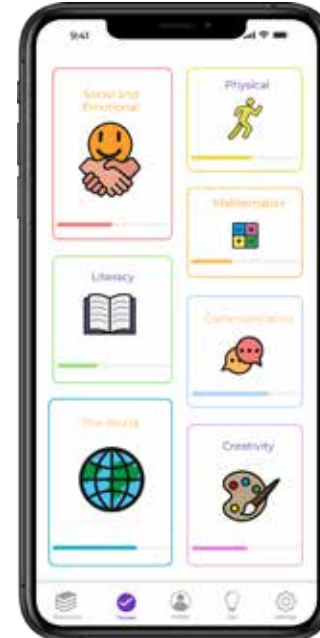 9:41
Social and
Emotional
Physical
Mathematics
Literacy
Communication
The World
Creativity